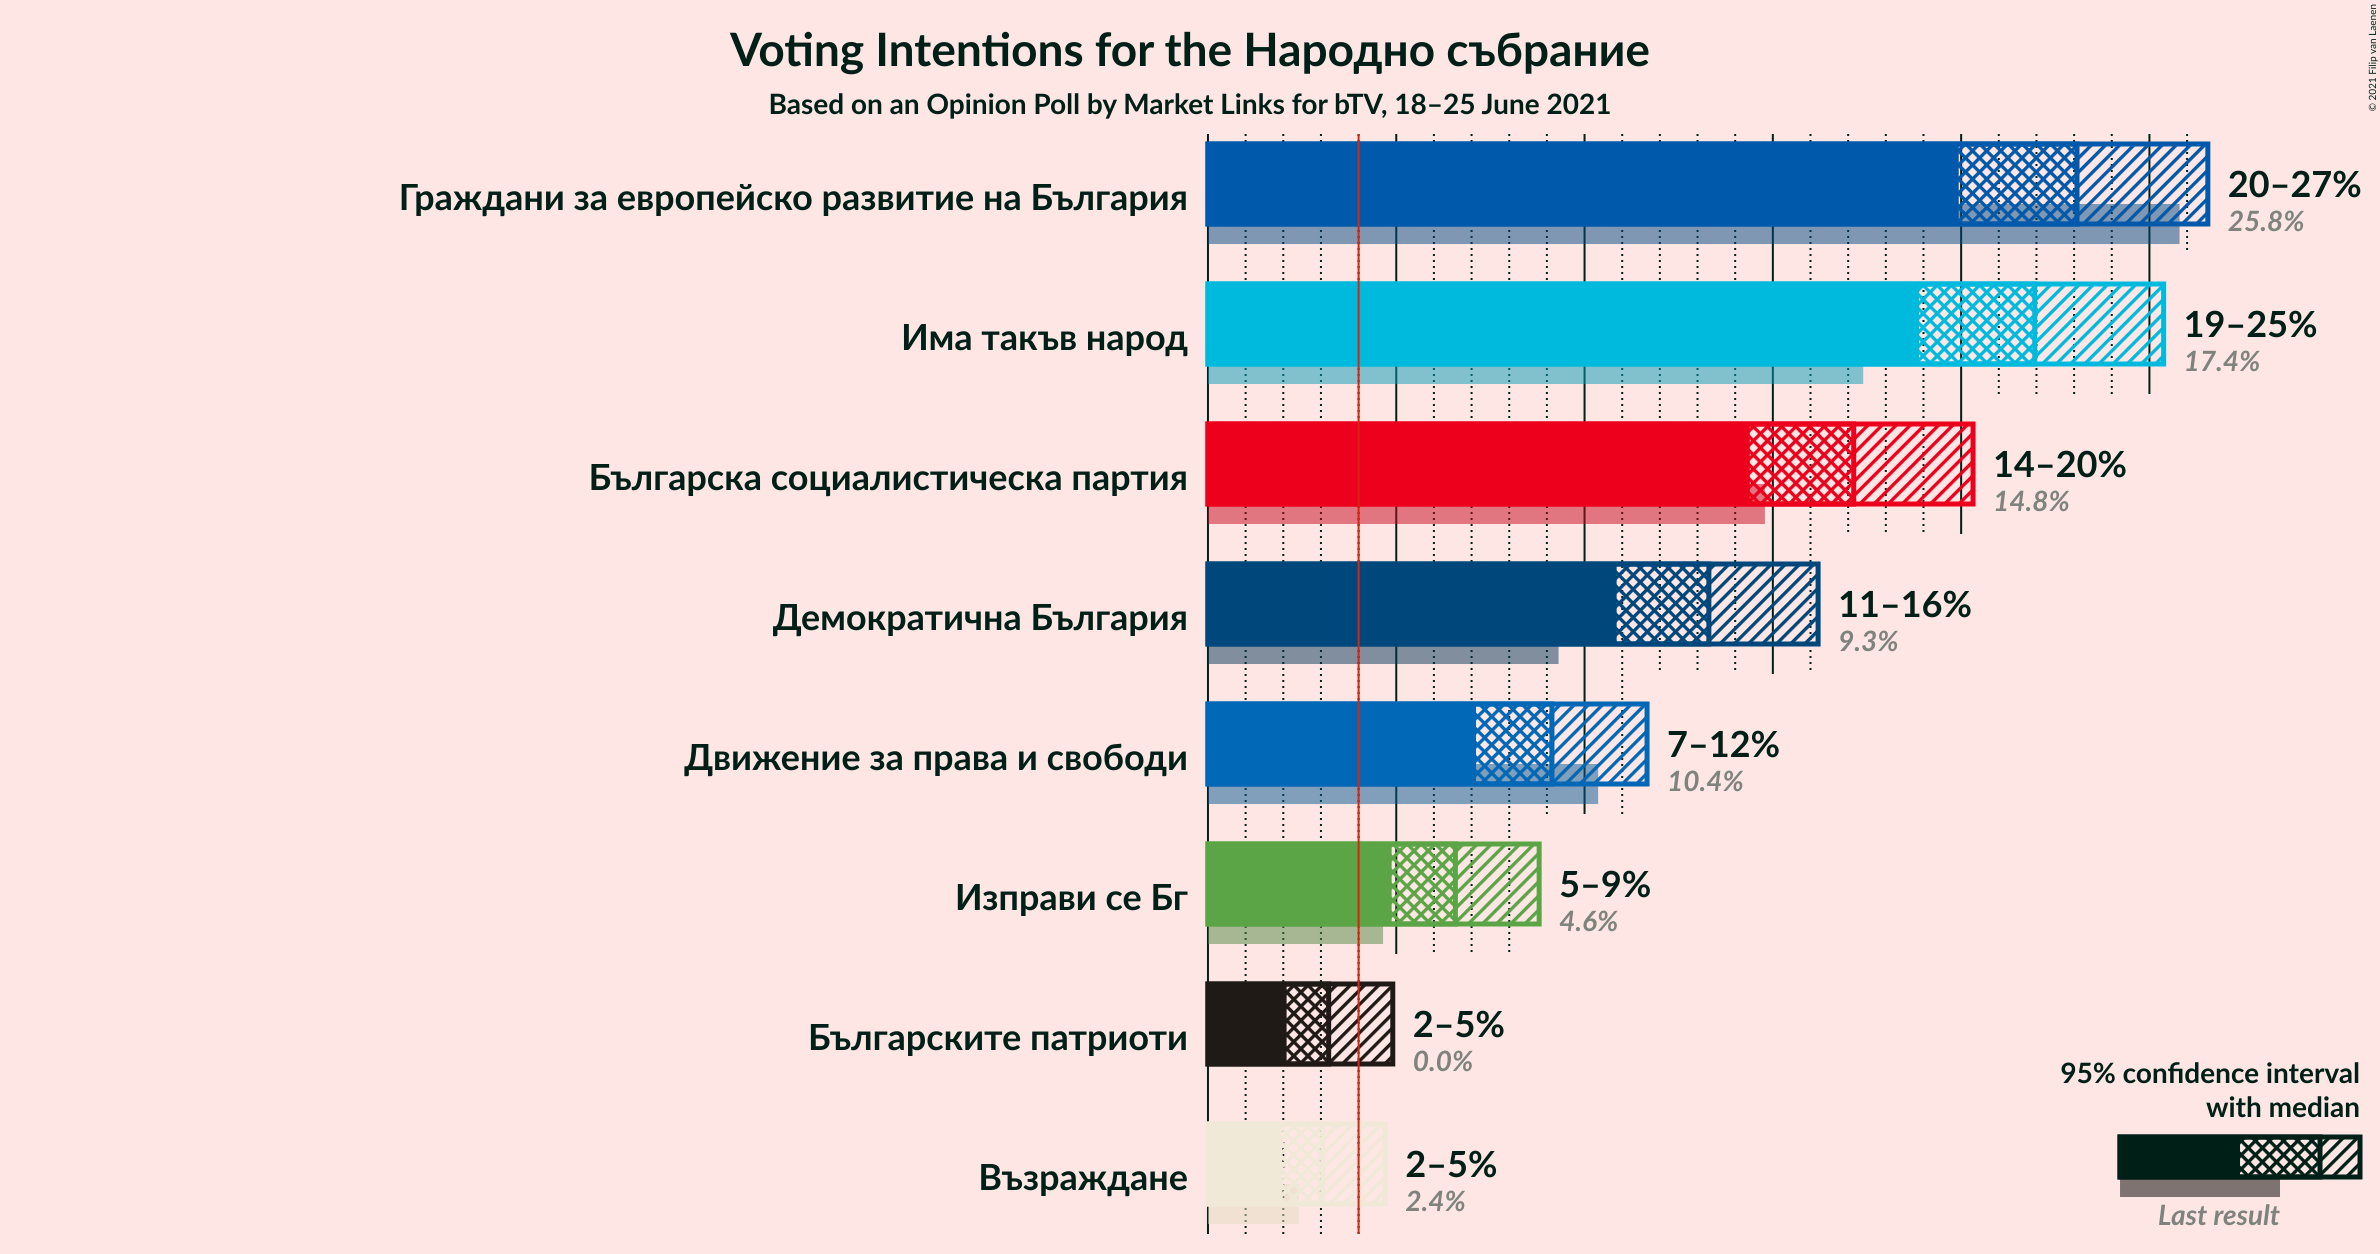 Voting Intentions for the Народно събрание
Based on an Opinion Poll by Market Links for bTV, 18–25 June 2021
© 2021 Filip van Laenen
Граждани за европейско развитие на България
20–27%
25.8%
Има такъв народ
19–25%
17.4%
Българска социалистическа партия
14–20%
14.8%
Демократична България
11–16%
9.3%
Движение за права и свободи
7–12%
10.4%
Изправи се Бг
5–9%
4.6%
Българските патриоти
2–5%
0.0%
Възраждане
2–5%
2.4%
95% confidence interval
with median
Last result